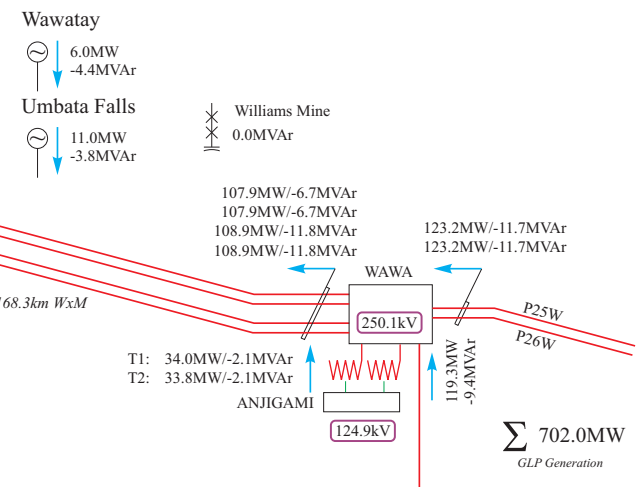 Wawatay
6.0MW
-4.4MVAr
Umbata Falls
11.0MW
-3.8MVAr
Williams Mine
0.0MVAr
107.9MW/-6.7MVAr
107.9MW/-6.7MVAr
108.9MW/-11.8MVAr
108.9MW/-11.8MVAr
123.2MW/-11.7MVAr
123.2MW/-11.7MVAr
WAWA
168.3km WxM
250.1kV
P25W
P26W
T1: 34.0MW/-2.1MVAr
T2: 33.8MW/-2.1MVAr
119.3MW
-9.4MVAr
ANJIGAMI
124.9kV
∑ 702.0MW
GLP Generation